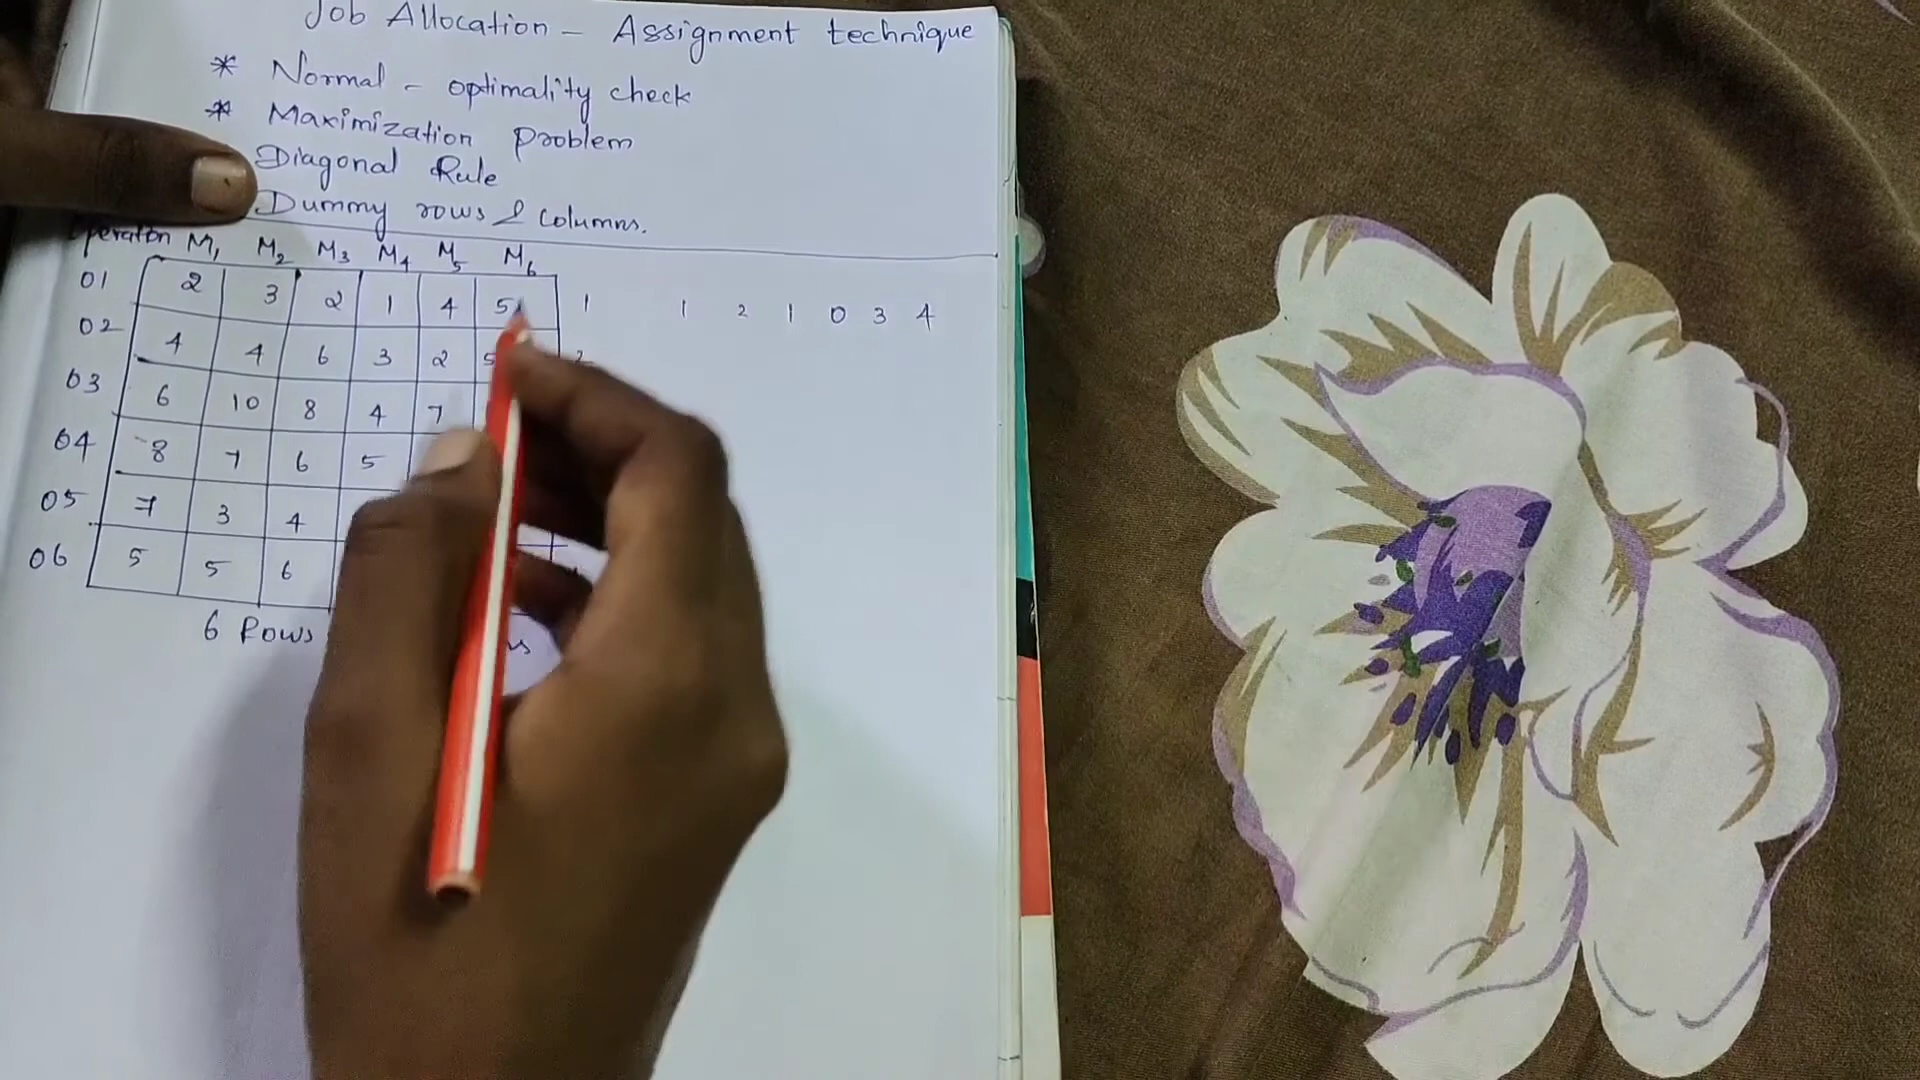 Job Allocation - Assignment technique
* Normal - optimality check
* Maximization problem
Diagonal Rule
Dummy rows & columns.
M1 M2 M3 M4 M5 M6
01 2 3 2 1 4 5 1 1 2 1 0 3 4
02 4 4 6 3 2 5
03 6 10 8 4 7
04 8 7 6 5
05 7 3 4
06 5 5 6
6 Rows